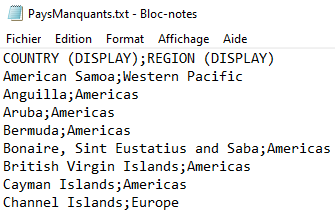 PaysManquants.txt - Bloc-notes
Fichier Edition Format Affichage Aide
COUNTRY (DISPLAY);REGION (DISPLAY)
American Samoa;Western Pacific
Anguilla;Americas
Aruba;Americas
Bermuda;Americas
Bonaire, Sint Eustatius and Saba;Americas
British Virgin Islands;Americas
Cayman Islands;Americas
Channel Islands;Europe